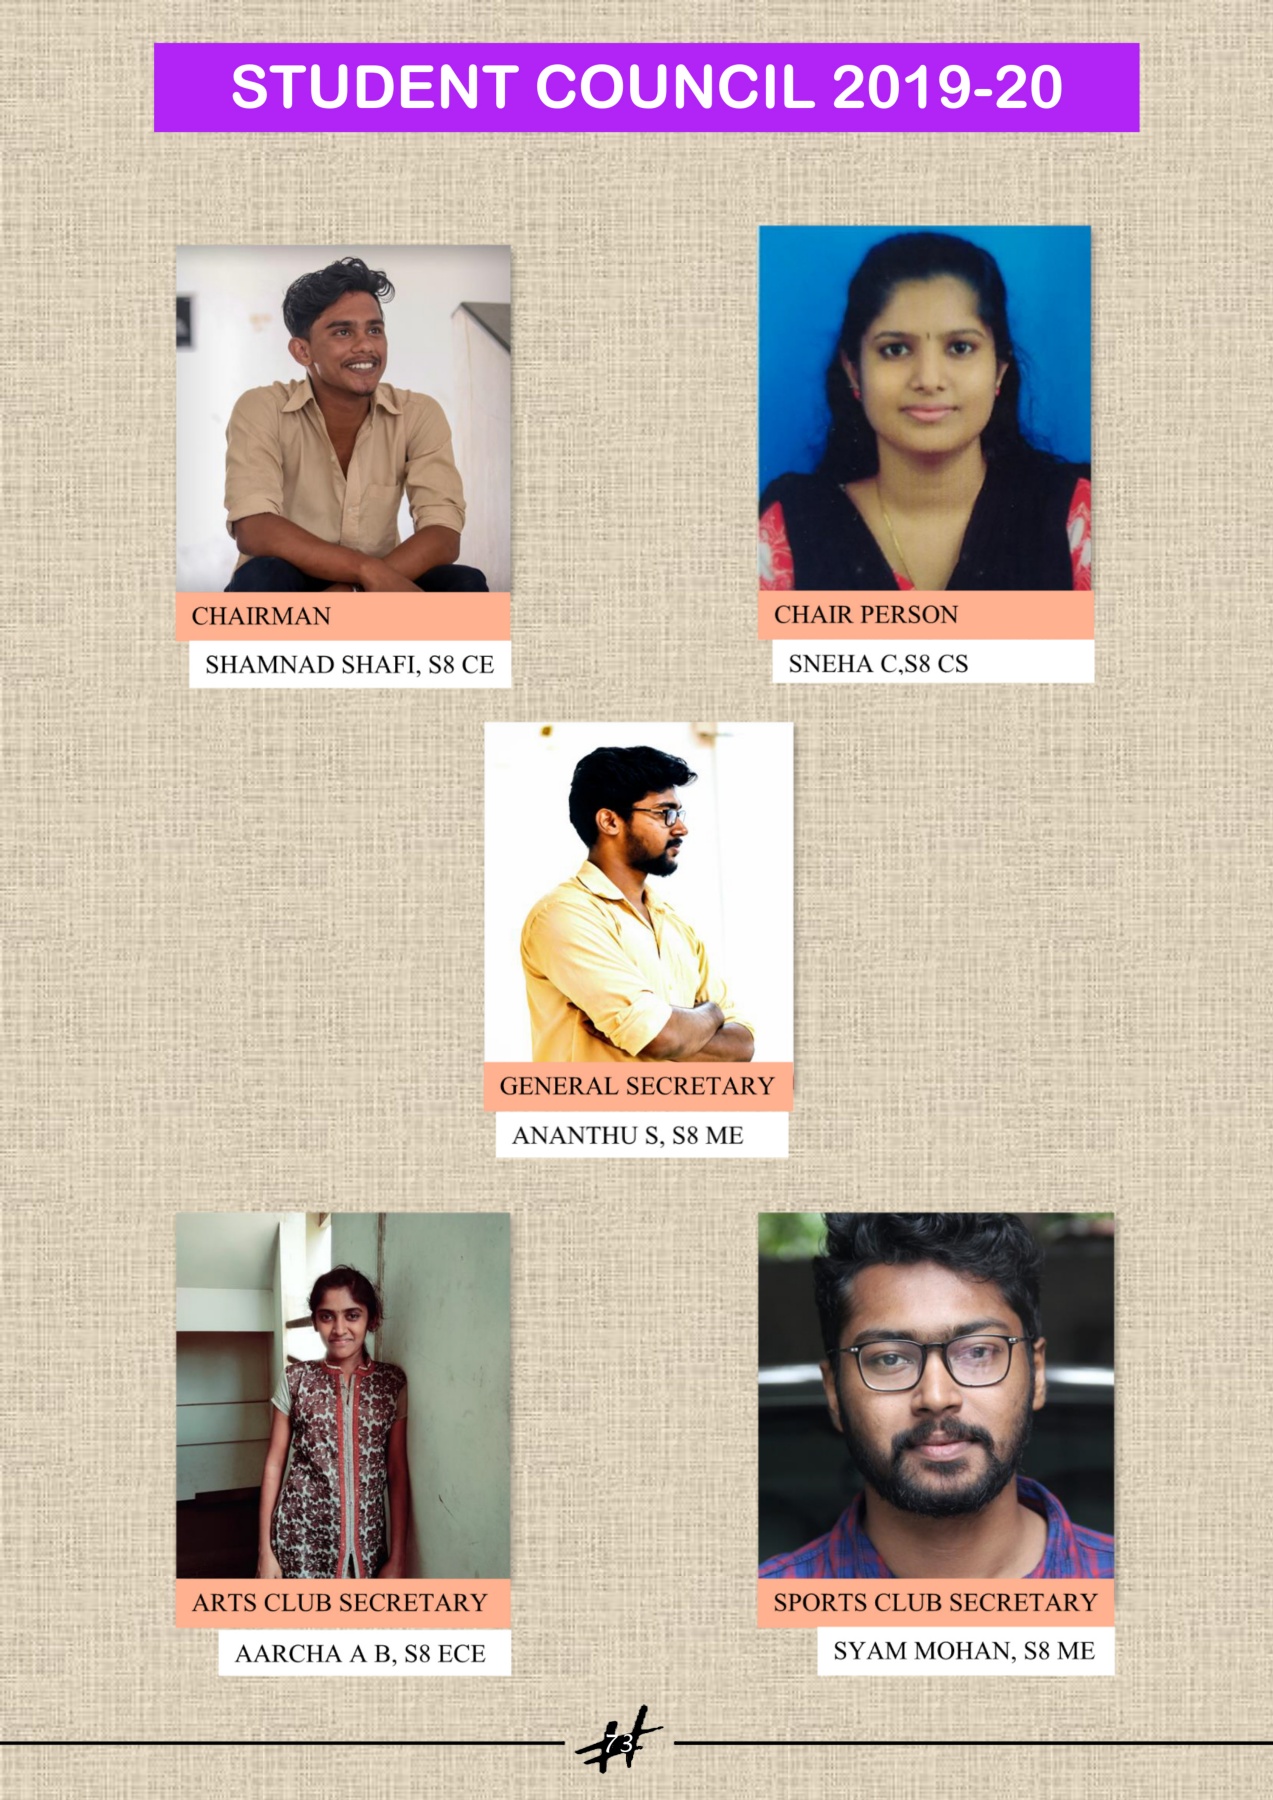 STUDENT COUNCIL 2019-20
CHAIRMAN
SHAMNAD SHAFI, S8 CE
CHAIR PERSON
SNEHA C,S8 CS
GENERAL SECRETARY
ANANTHU S, S8 ME
ARTS CLUB SECRETARY
AARCHA A B, S8 ECE
SPORTS CLUB SECRETARY
SYAM MOHAN, S8 ME
73